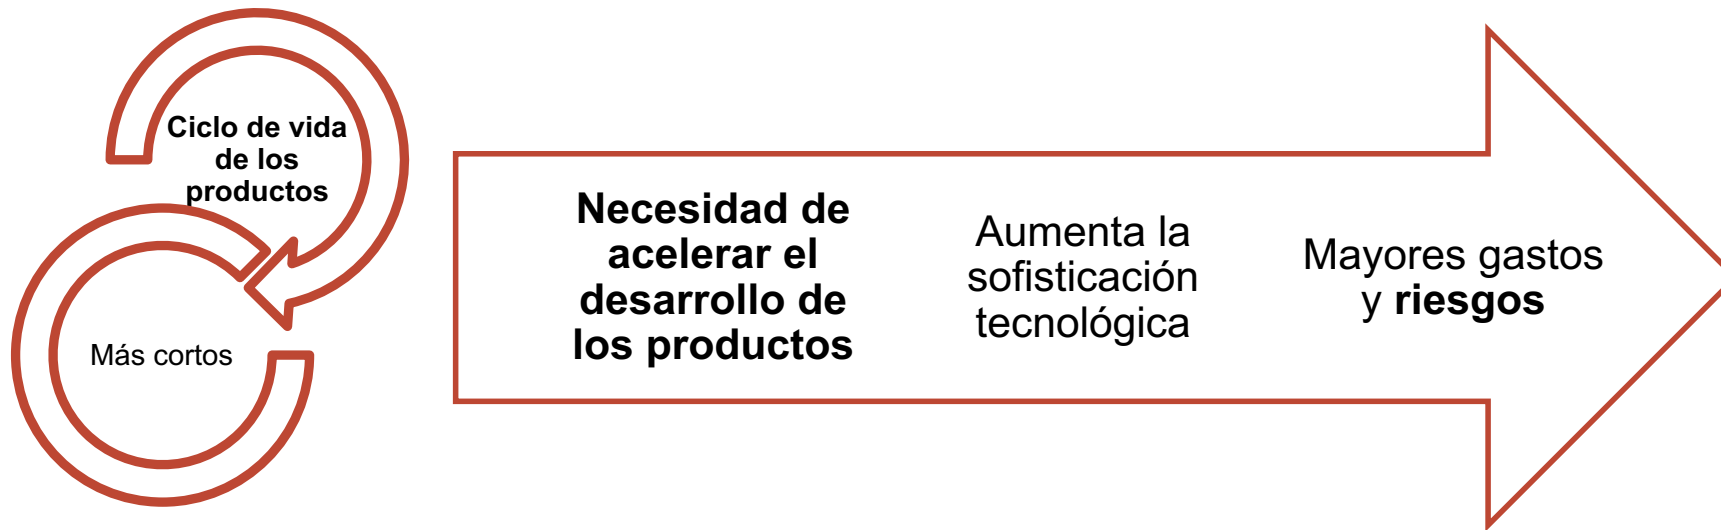 Ciclo de vida
de los
productos
Más cortos
Necesidad de
acelerar el
desarrollo de
los productos
Aumenta la
sofisticación
tecnológica
Mayores gastos
y riesgos